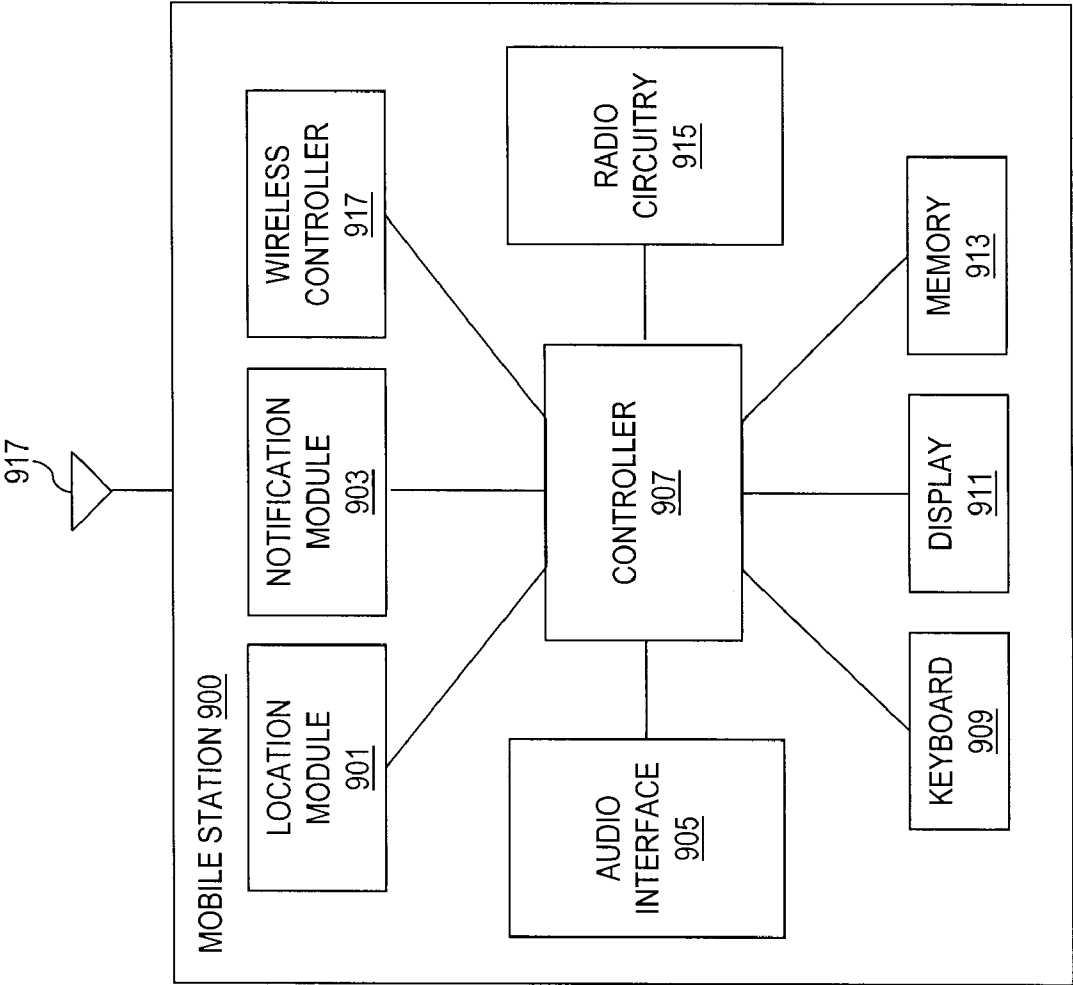 917
MOBILE STATION 900
LOCATION
MODULE
901
NOTIFICATION
MODULE
903
WIRELESS
CONTROLLER
917
AUDIO
INTERFACE
905
CONTROLLER
907
RADIO
CIRCUITRY
915
KEYBOARD
909
DISPLAY
911
MEMORY
913